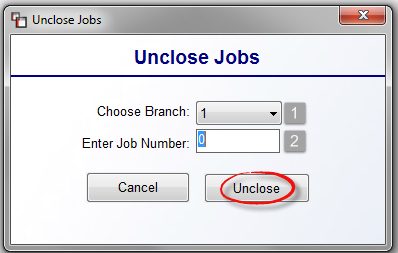 Unclose Jobs
Unclose Jobs
Choose Branch: 1 1
Enter Job Number: 0 2
Cancel Unclose